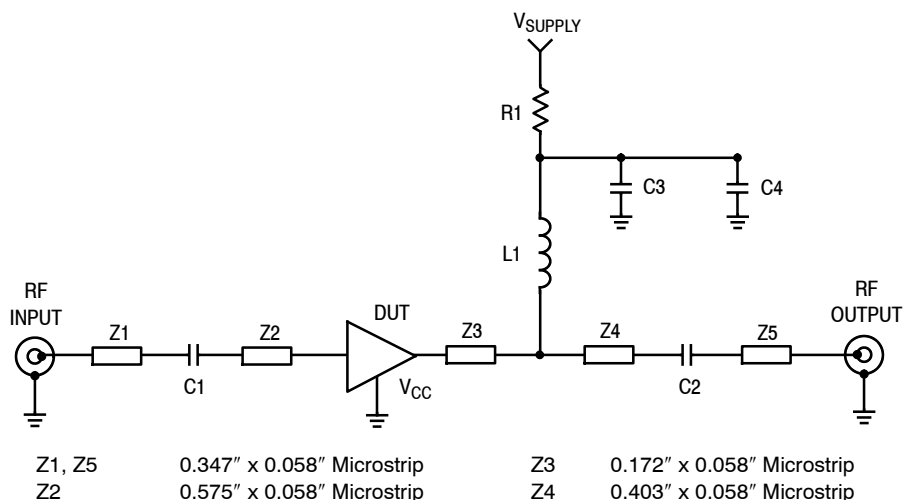 V_SUPPLY
R1
C3
C4
L1
RF
INPUT
RF
OUTPUT
DUT
Z1
Z2
Z3
Z4
Z5
C1
V_CC
C2
Z1, Z5 0.347″ x 0.058″ Microstrip Z3 0.172″ x 0.058″ Microstrip
Z2 0.575″ x 0.058″ Microstrip Z4 0.403″ x 0.058″ Microstrip